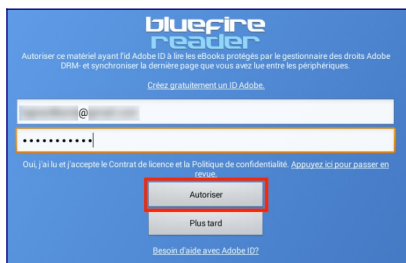 bluefire
reader
Autoriser ce matériel ayant l'id Adobe ID à lire les eBooks protégés par le gestionnaire des droits Adobe
DRM- et synchroniser la dernière page que vous avez lue entre les périphériques.
Créez gratuitement un ID Adobe.
@
•••••••••••
Oui, j'ai lu et j'accepte le Contrat de licence et la Politique de confidentialité. Appuyez ici pour passer en
revue.
Autoriser
Plus tard
Besoin d'aide avec Adobe ID?